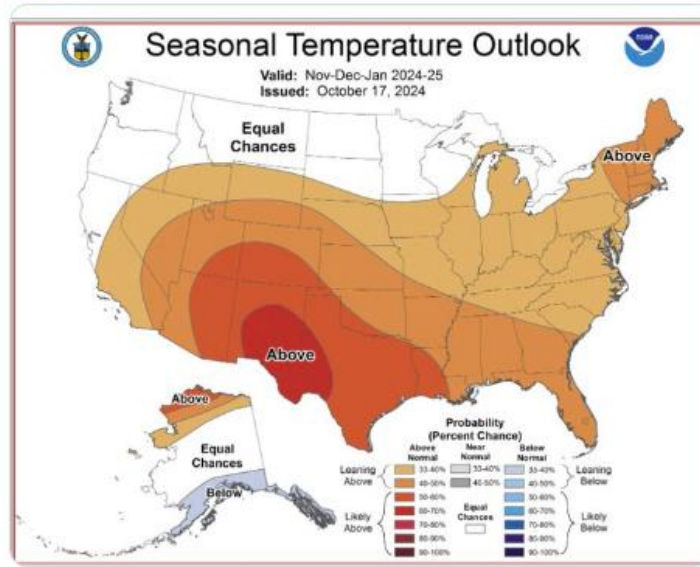 NOAA
Seasonal Temperature Outlook
Valid: Nov-Dec-Jan 2024-25
Issued: October 17, 2024
Equal
Chances
Above
Above
Above
Equal
Chances
Below
Probability
(Percent Chance)
Above
Normal
Near
Normal
Below
Normal
Leaning
Above
33-40%
40-50%
33-40%
40-50%
33-40%
40-50%
Leaning
Below
Likely
Above
50-60%
60-70%
70-80%
80-90%
90-100%
Equal
Chances
50-60%
60-70%
70-80%
80-90%
90-100%
Likely
Below